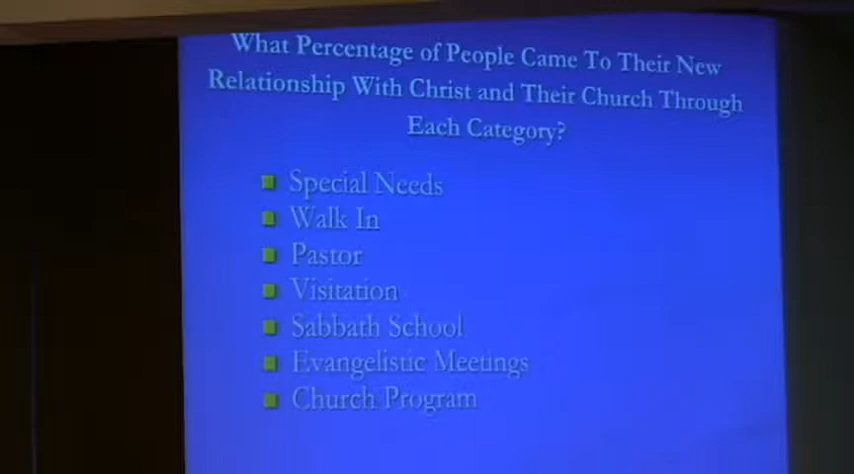 What Percentage of People Came To Their New
Relationship With Christ and Their Church Through
Each Category?
Special Needs
Walk In
Pastor
Visitation
Sabbath School
Evangelistic Meetings
Church Program